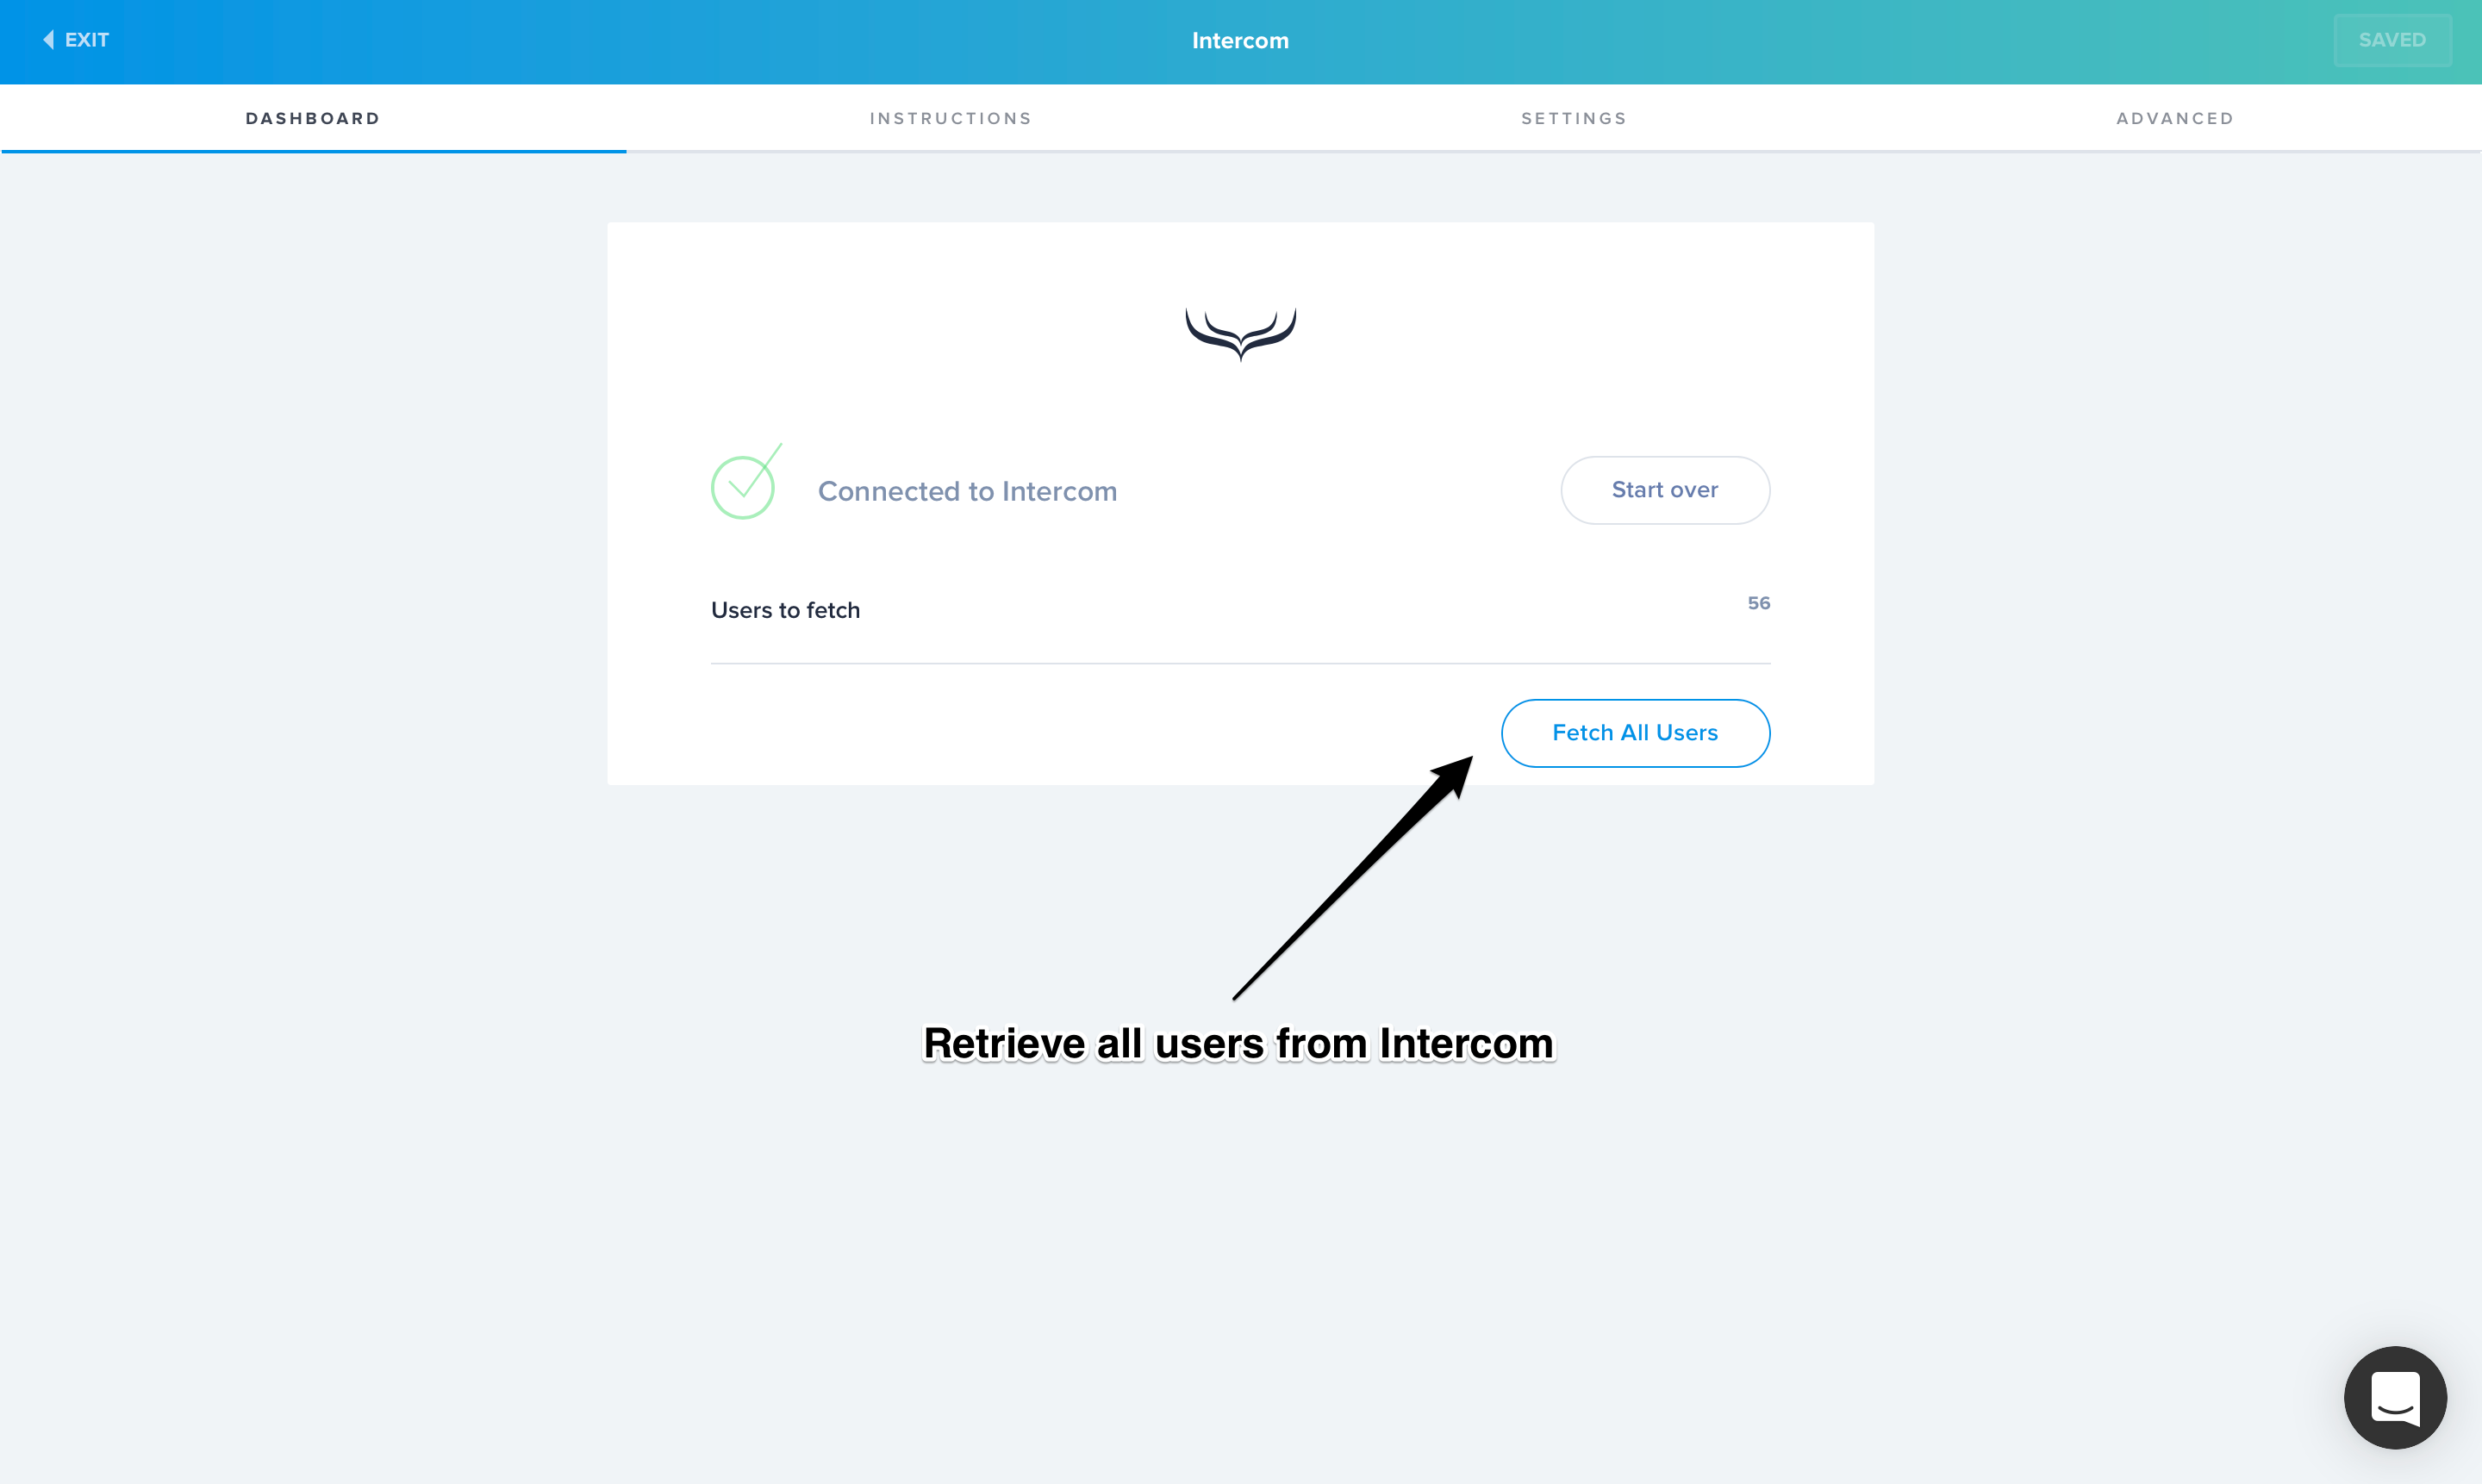 EXIT
Intercom
SAVED
DASHBOARD
INSTRUCTIONS
SETTINGS
ADVANCED
Connected to Intercom
Start over
Users to fetch
56
Fetch All Users
Retrieve all users from Intercom